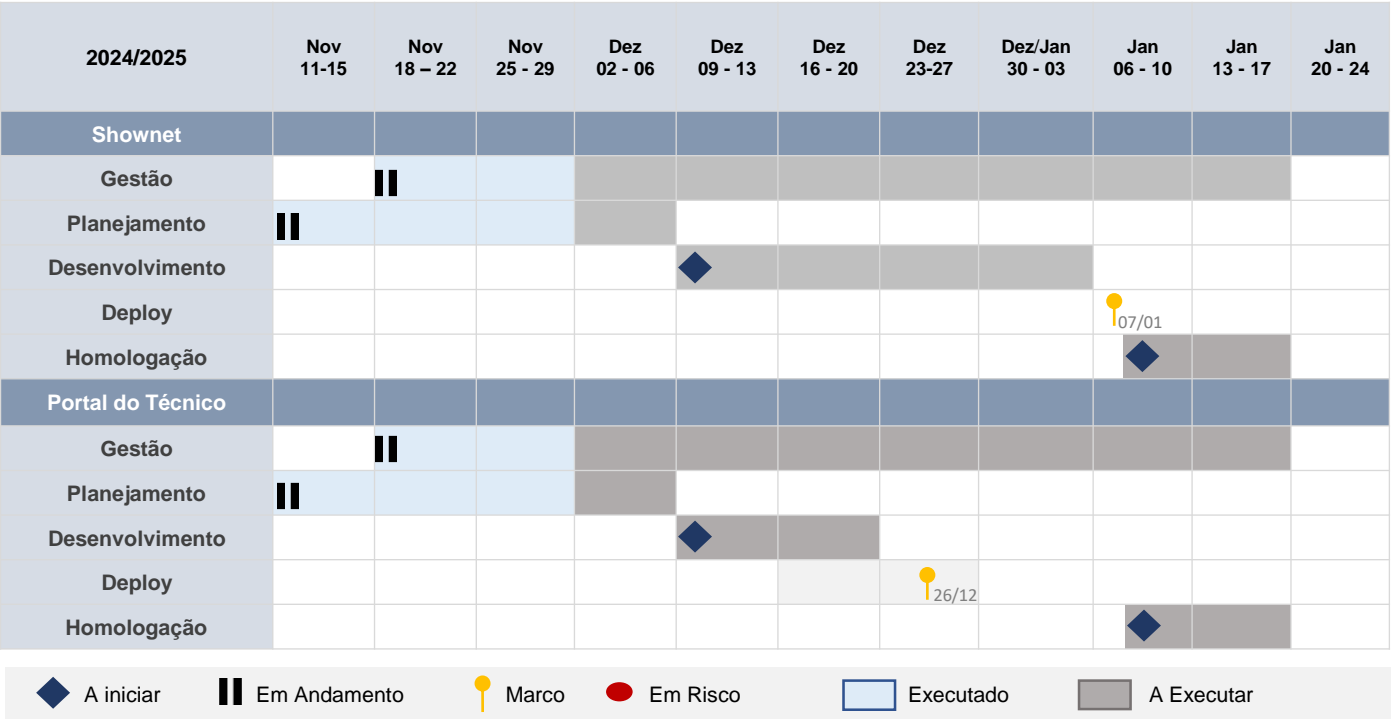 2024/2025
Nov
11-15
Nov
18 – 22
Nov
25 - 29
Dez
02 - 06
Dez
09 - 13
Dez
16 - 20
Dez
23-27
Dez/Jan
30 - 03
Jan
06 - 10
Jan
13 - 17
Jan
20 - 24
Shownet
Gestão
Planejamento
Desenvolvimento
Deploy
07/01
Homologação
Portal do Técnico
Gestão
Planejamento
Desenvolvimento
Deploy
26/12
Homologação
A iniciar
Em Andamento
Marco
Em Risco
Executado
A Executar